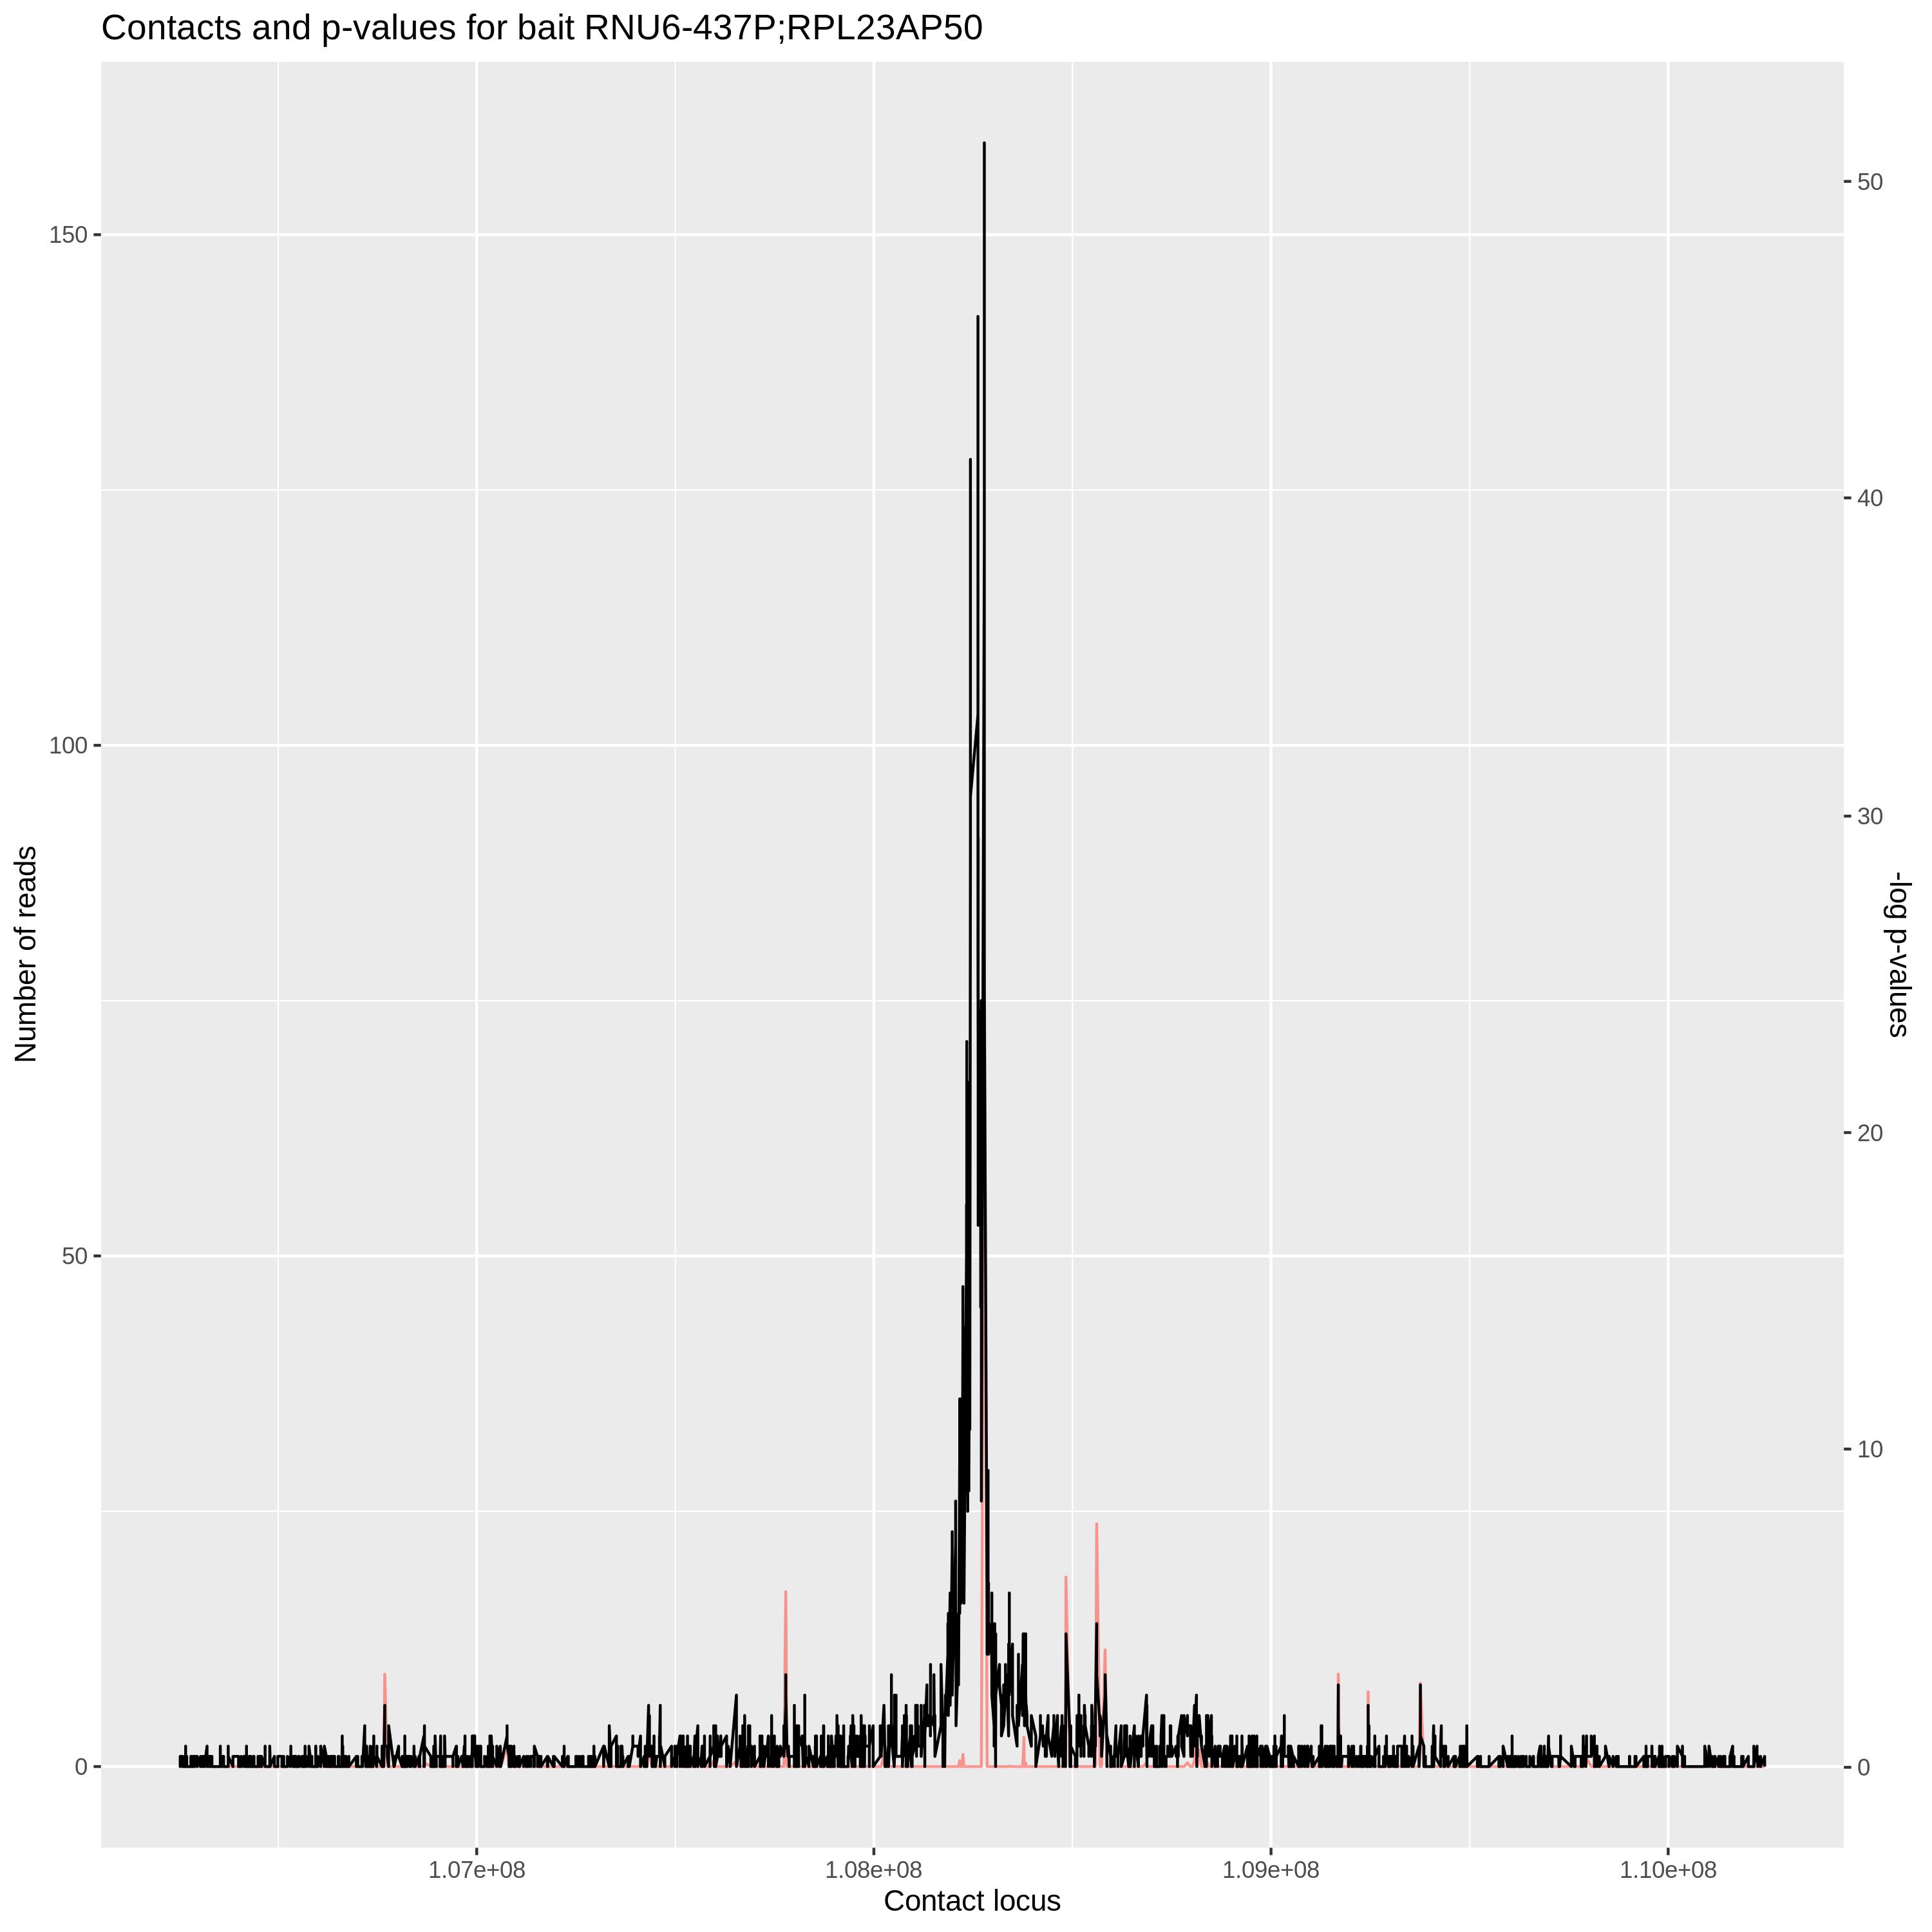 Contacts and p-values for bait RNU6-437P;RPL23AP50
150
100
50
0
Number of reads
50
40
30
20
10
0
-log p-values
1.07e+08
1.08e+08
1.09e+08
1.10e+08
Contact locus